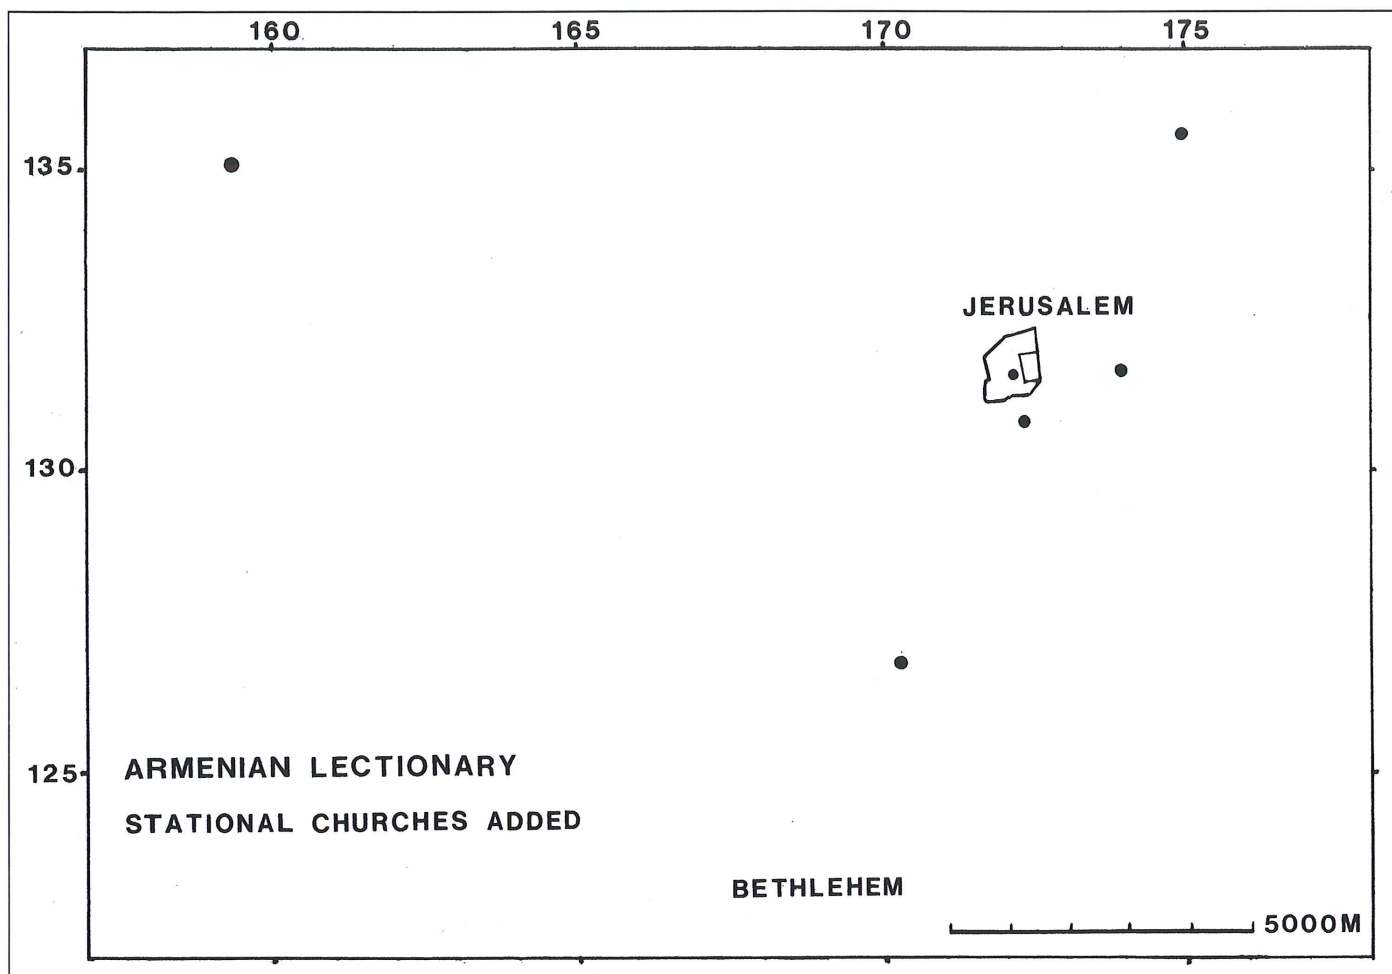 160 165 170 175
135
JERUSALEM
130
125
ARMENIAN LECTIONARY
STATIONAL CHURCHES ADDED
BETHLEHEM
5000M